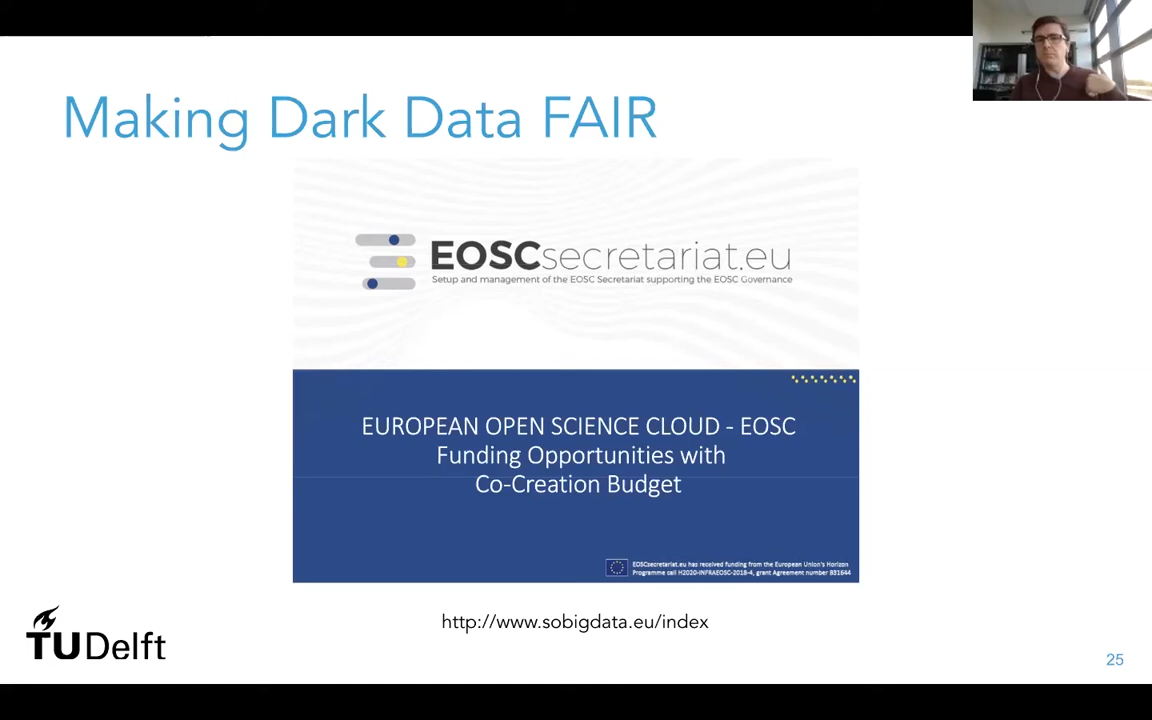 Making Dark Data FAIR
EOSCsecretariat.eu
Setup and management of the EOSC Secretariat supporting the EOSC Governance
EUROPEAN OPEN SCIENCE CLOUD - EOSC
Funding Opportunities with
Co-Creation Budget
EOSCsecretariat.eu has received funding from the European Union's Horizon
Programme call H2020-INFRAEOSC-2018-4, grant Agreement number 831644
http://www.sobigdata.eu/index
TUDelft
25